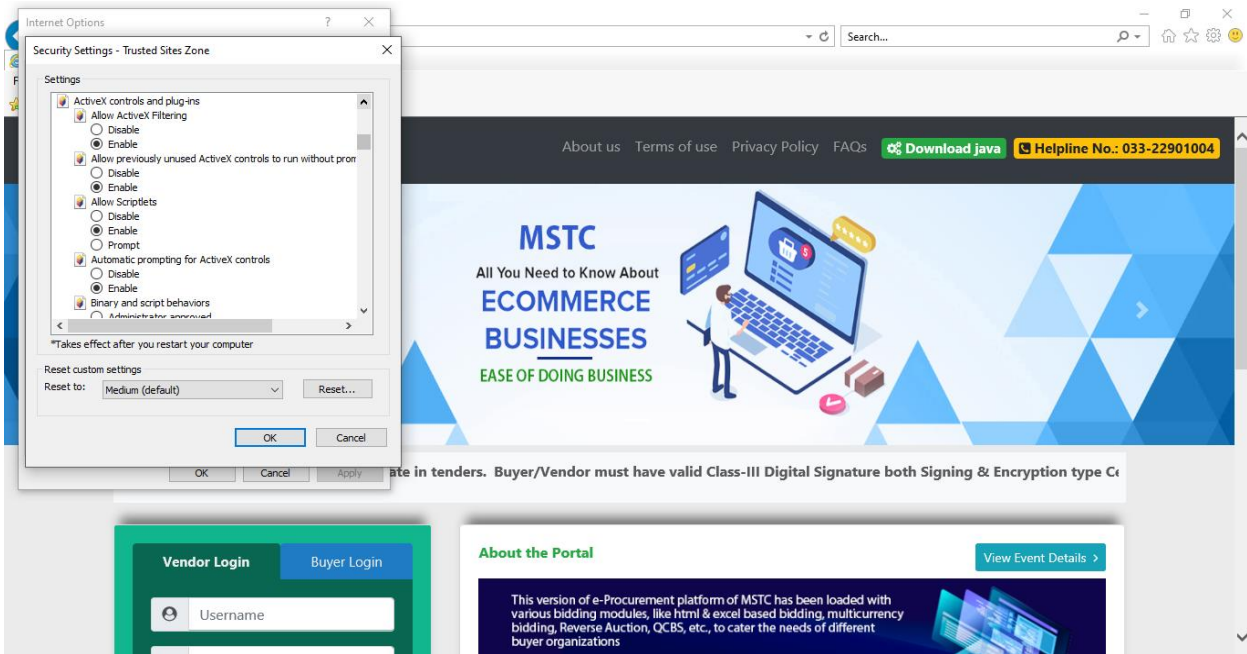 Internet Options
?
Search...
Security Settings - Trusted Sites Zone
Settings
ActiveX controls and plug-ins
Allow ActiveX Filtering
Disable
Enable
Allow previously unused ActiveX controls to run without prom
Disable
Enable
Allow Scriptlets
Disable
Enable
Prompt
Automatic prompting for ActiveX controls
Disable
Enable
Binary and script behaviors
Administrator approved
*Takes effect after you restart your computer
Reset custom settings
Reset to:
Medium (default)
Reset...
OK
Cancel
OK
Cancel
Apply
About us
Terms of use
Privacy Policy
FAQs
Download java
Helpline No.: 033-22901004
MSTC
All You Need to Know About
ECOMMERCE
BUSINESSES
EASE OF DOING BUSINESS
5
ate in tenders. Buyer/Vendor must have valid Class-III Digital Signature both Signing & Encryption type Ce
Vendor Login
Buyer Login
Username
About the Portal
View Event Details
This version of e-Procurement platform of MSTC has been loaded with
various bidding modules, like html & excel based bidding, multicurrency
bidding, Reverse Auction, QCBS, etc., to cater the needs of different
buyer organizations